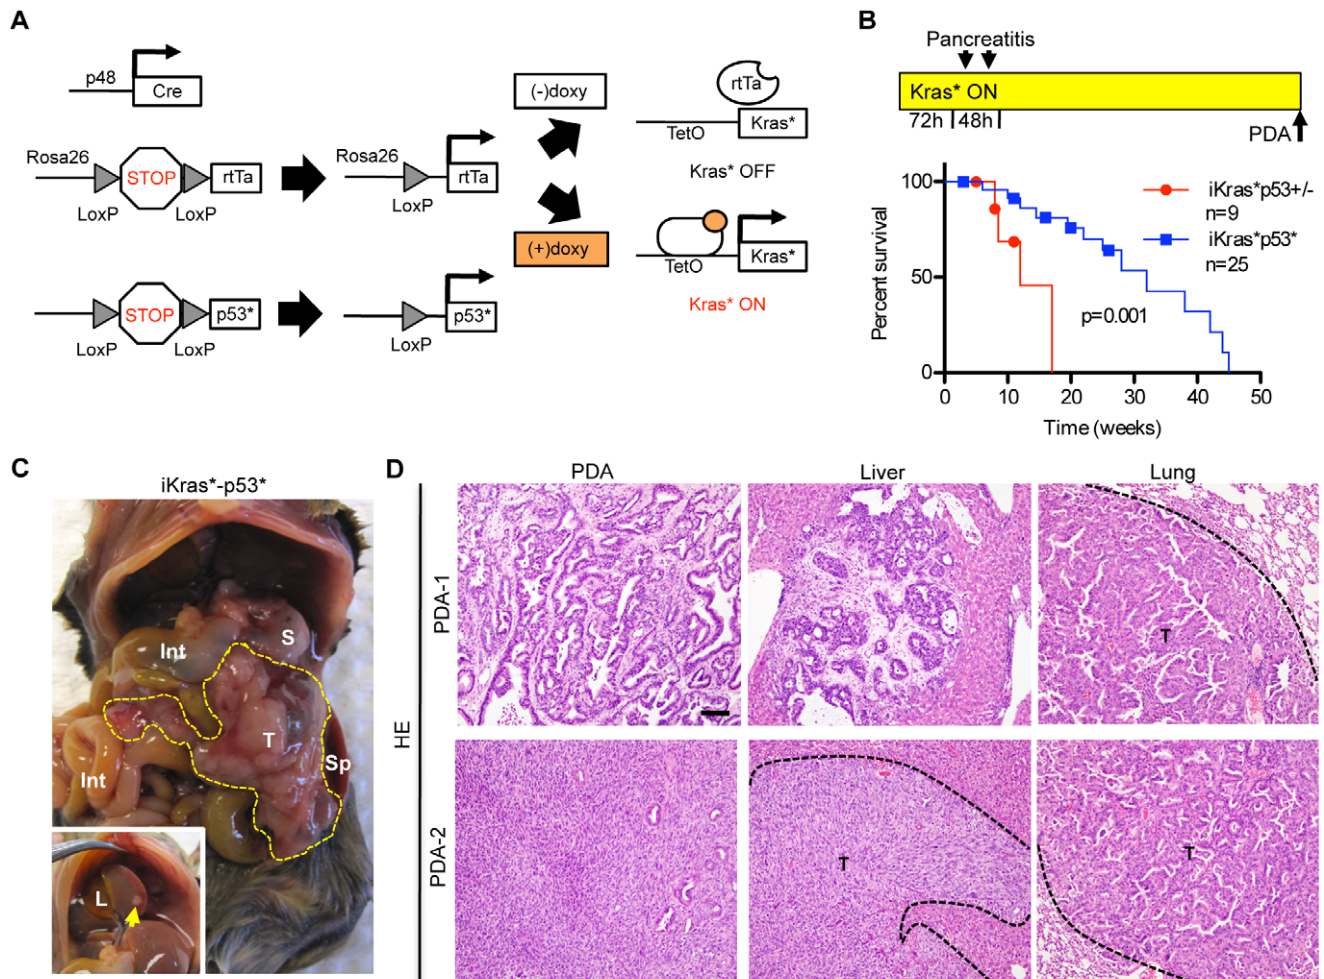 A
p48
Cre
Rosa26
STOP
rtTa
LoxP
LoxP
Rosa26
rtTa
LoxP
(-)doxy
(+)doxy
rtTa
TetO
Kras*
Kras* OFF
TetO
Kras*
Kras* ON
STOP
p53*
LoxP
LoxP
p53*
LoxP
B
Pancreatitis
Kras* ON
72h
48h
PDA
Percent survival
100
50
0
0 10 20 30 40 50
Time (weeks)
iKras*p53+/-
n=9
iKras*p53*
n=25
p=0.001
C
iKras*-p53*
S
Int
T
Sp
Int
L
D
PDA
Liver
Lung
HE
PDA-1
T
PDA-2
T
T